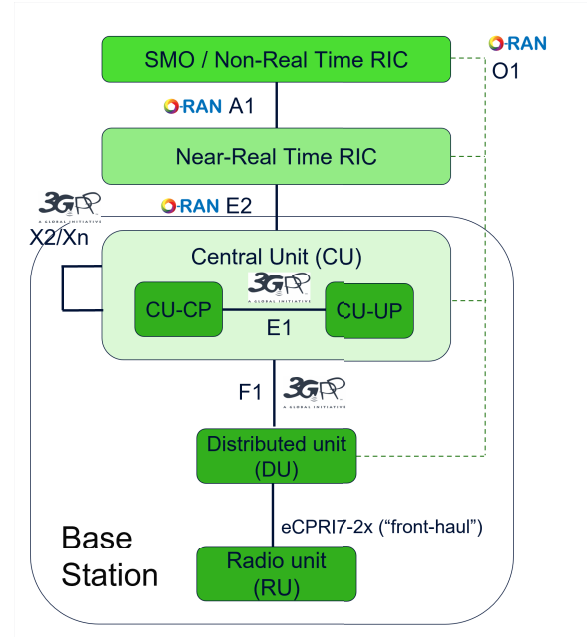 SMO / Non-Real Time RIC
O-RAN
O1
O-RAN A1
Near-Real Time RIC
3GPP™
A GLOBAL INITIATIVE
X2/Xn
O-RAN E2
Central Unit (CU)
3GPP
A GLOBAL INITIATIVE
CU-CP
E1
CU-UP
F1
3GPP™
A GLOBAL INITIATIVE
Distributed unit
(DU)
eCPRI7-2x (“front-haul”)
Base
Station
Radio unit
(RU)